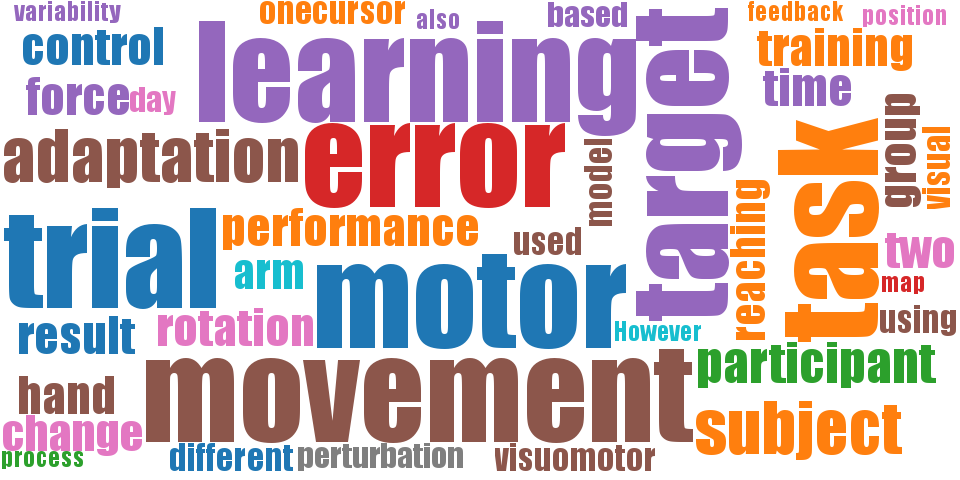 variability
one
cursor
also
based
feedback
position
control
learning
target
training
force
day
time
adaptation
error
model
group
visual
task
trial
performance
used
reaching
arm
motor
two
map
result
rotation
However
using
movement
participant
hand
change
subject
process
different
perturbation
visuomotor